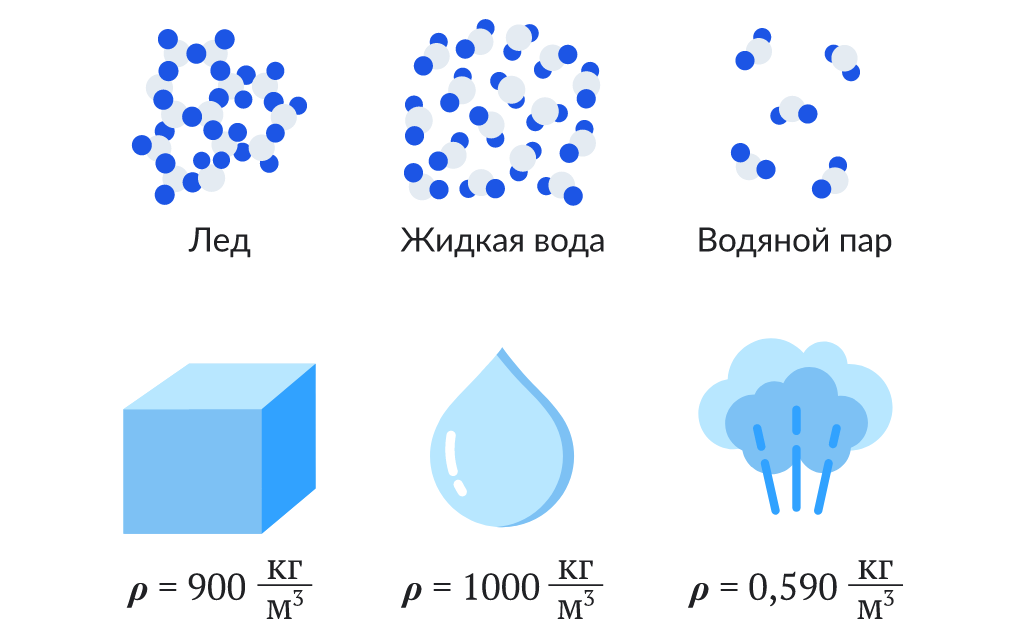 Лед
Жидкая вода
Водяной пар
ρ = 900 кг/м³
ρ = 1000 кг/м³
ρ = 0,590 кг/м³